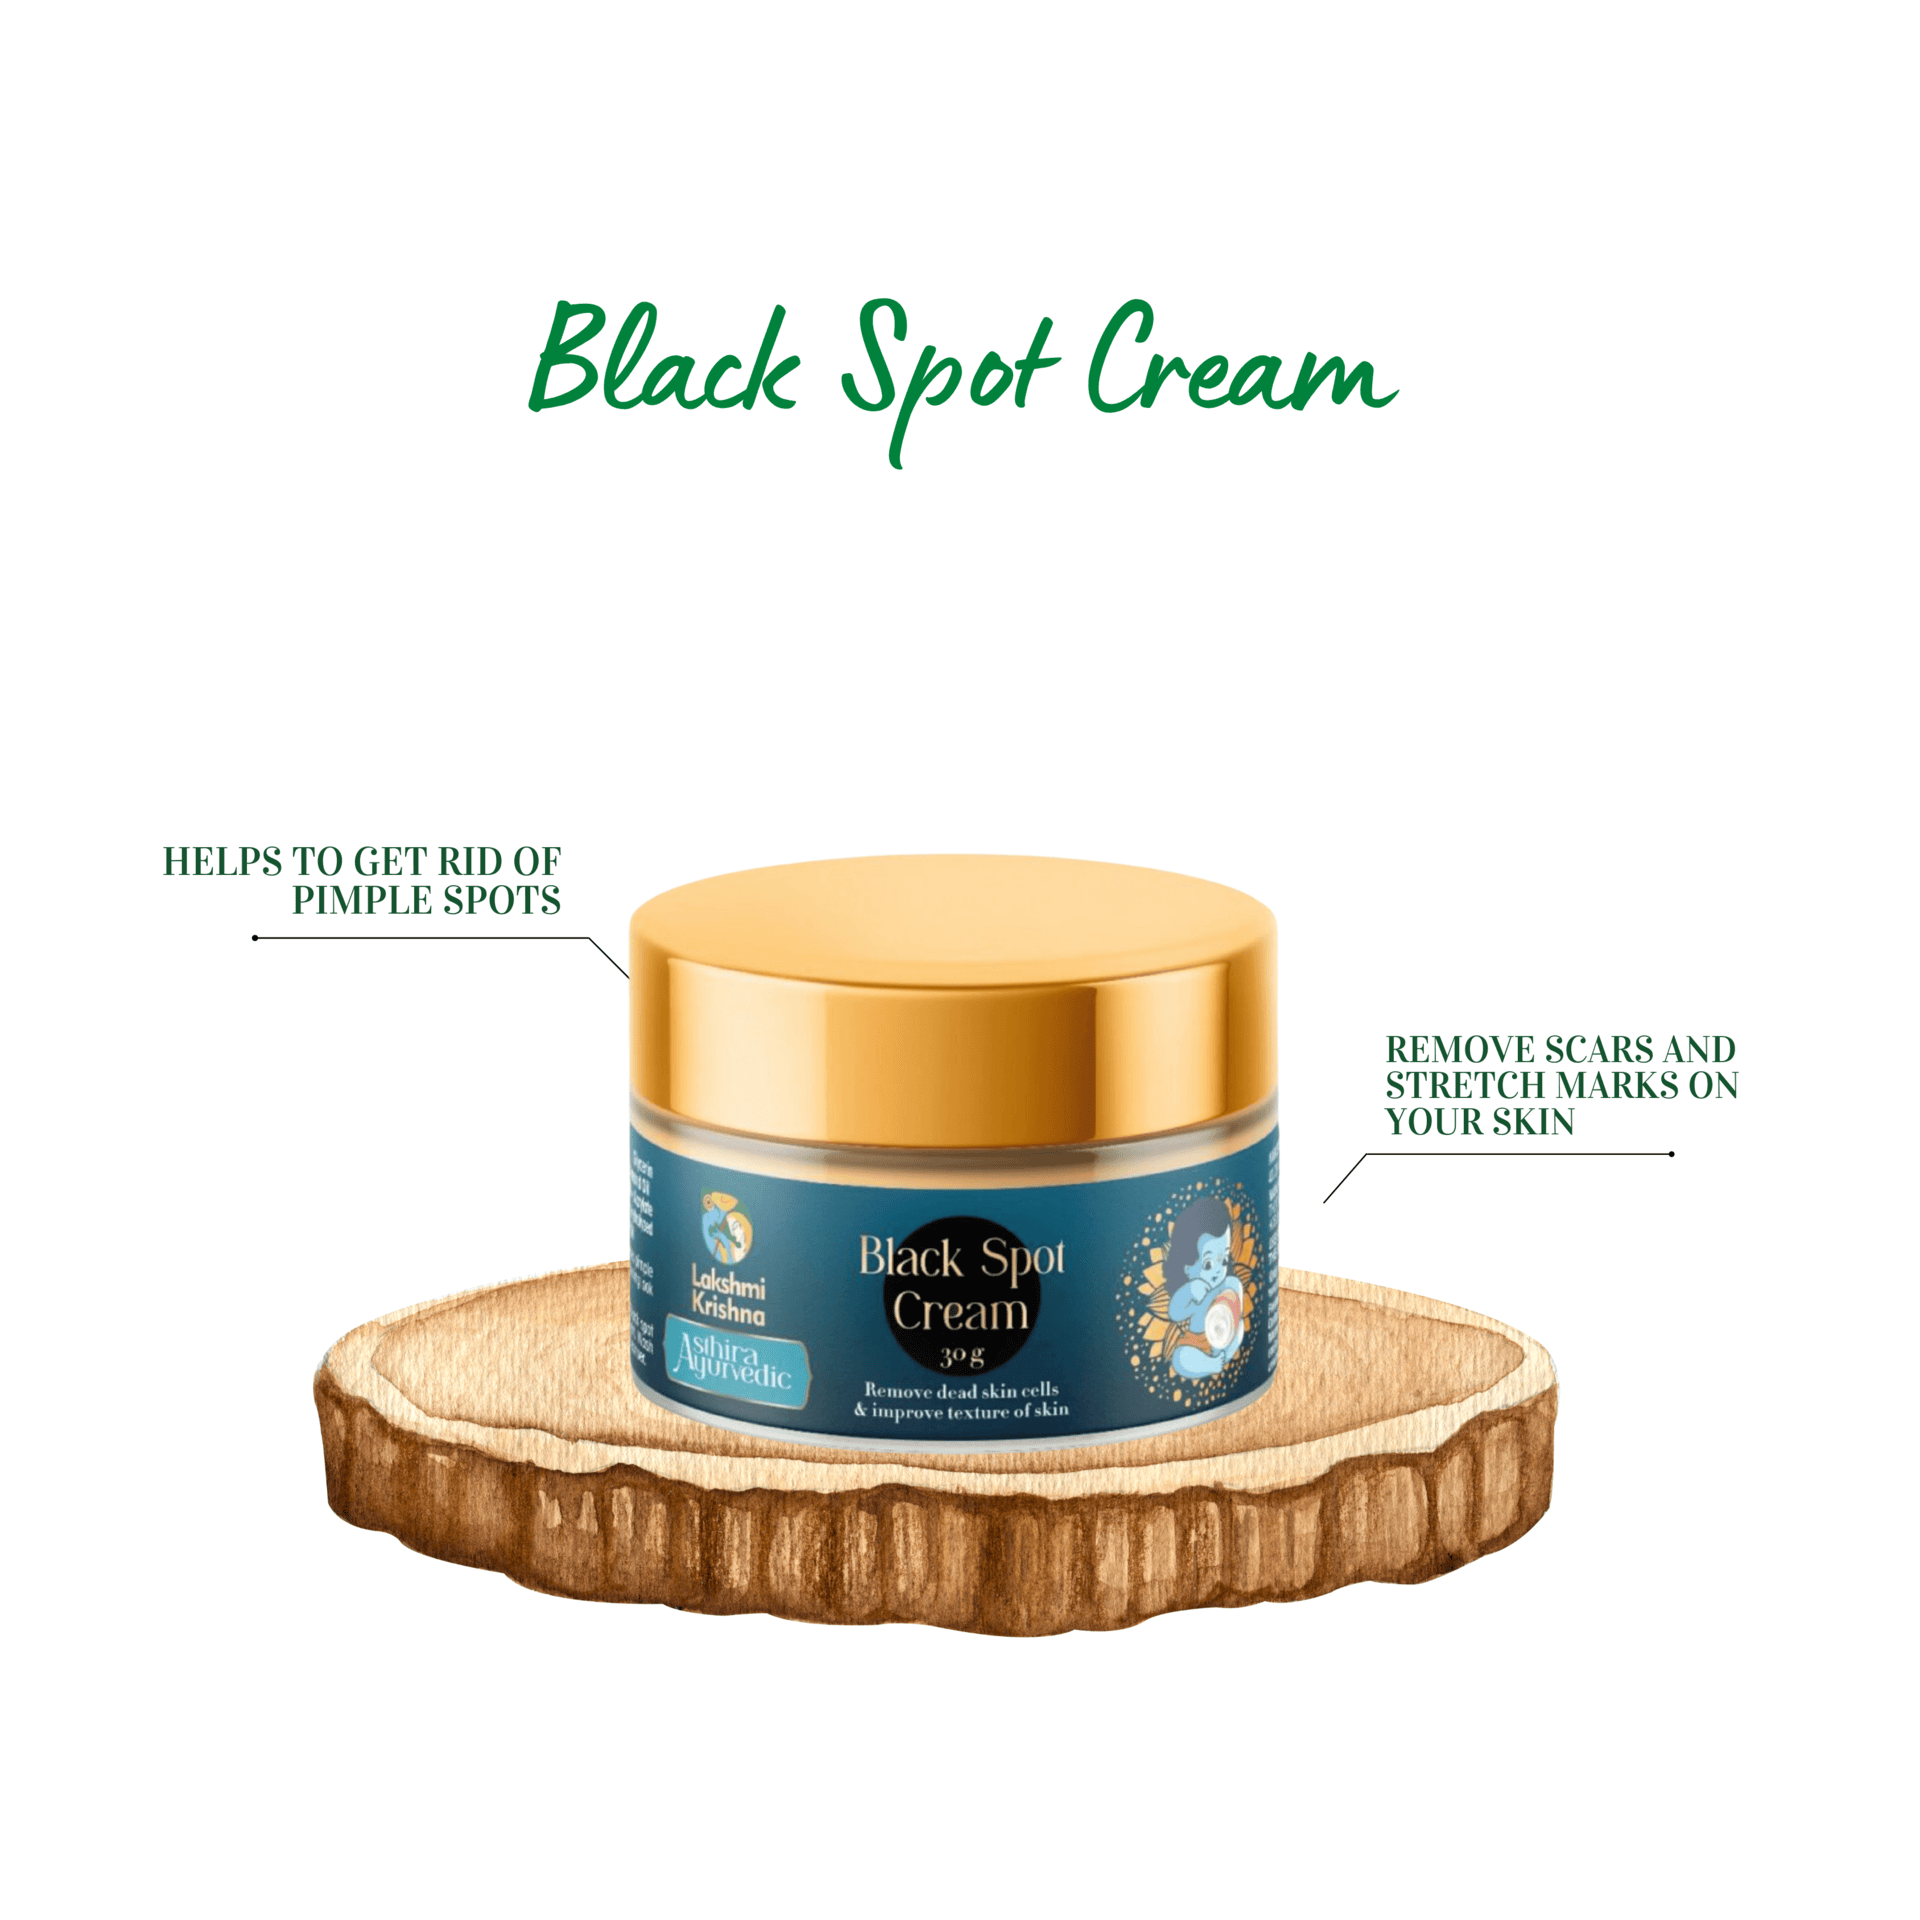 Black Spot Cream
HELPS TO GET RID OF
PIMPLE SPOTS
REMOVE SCARS AND
STRETCH MARKS ON
YOUR SKIN
Lakshmi
Krishna
Asthira
Ayurvedic
Black Spot
Cream
30 g
Remove dead skin cells
& improve texture of skin